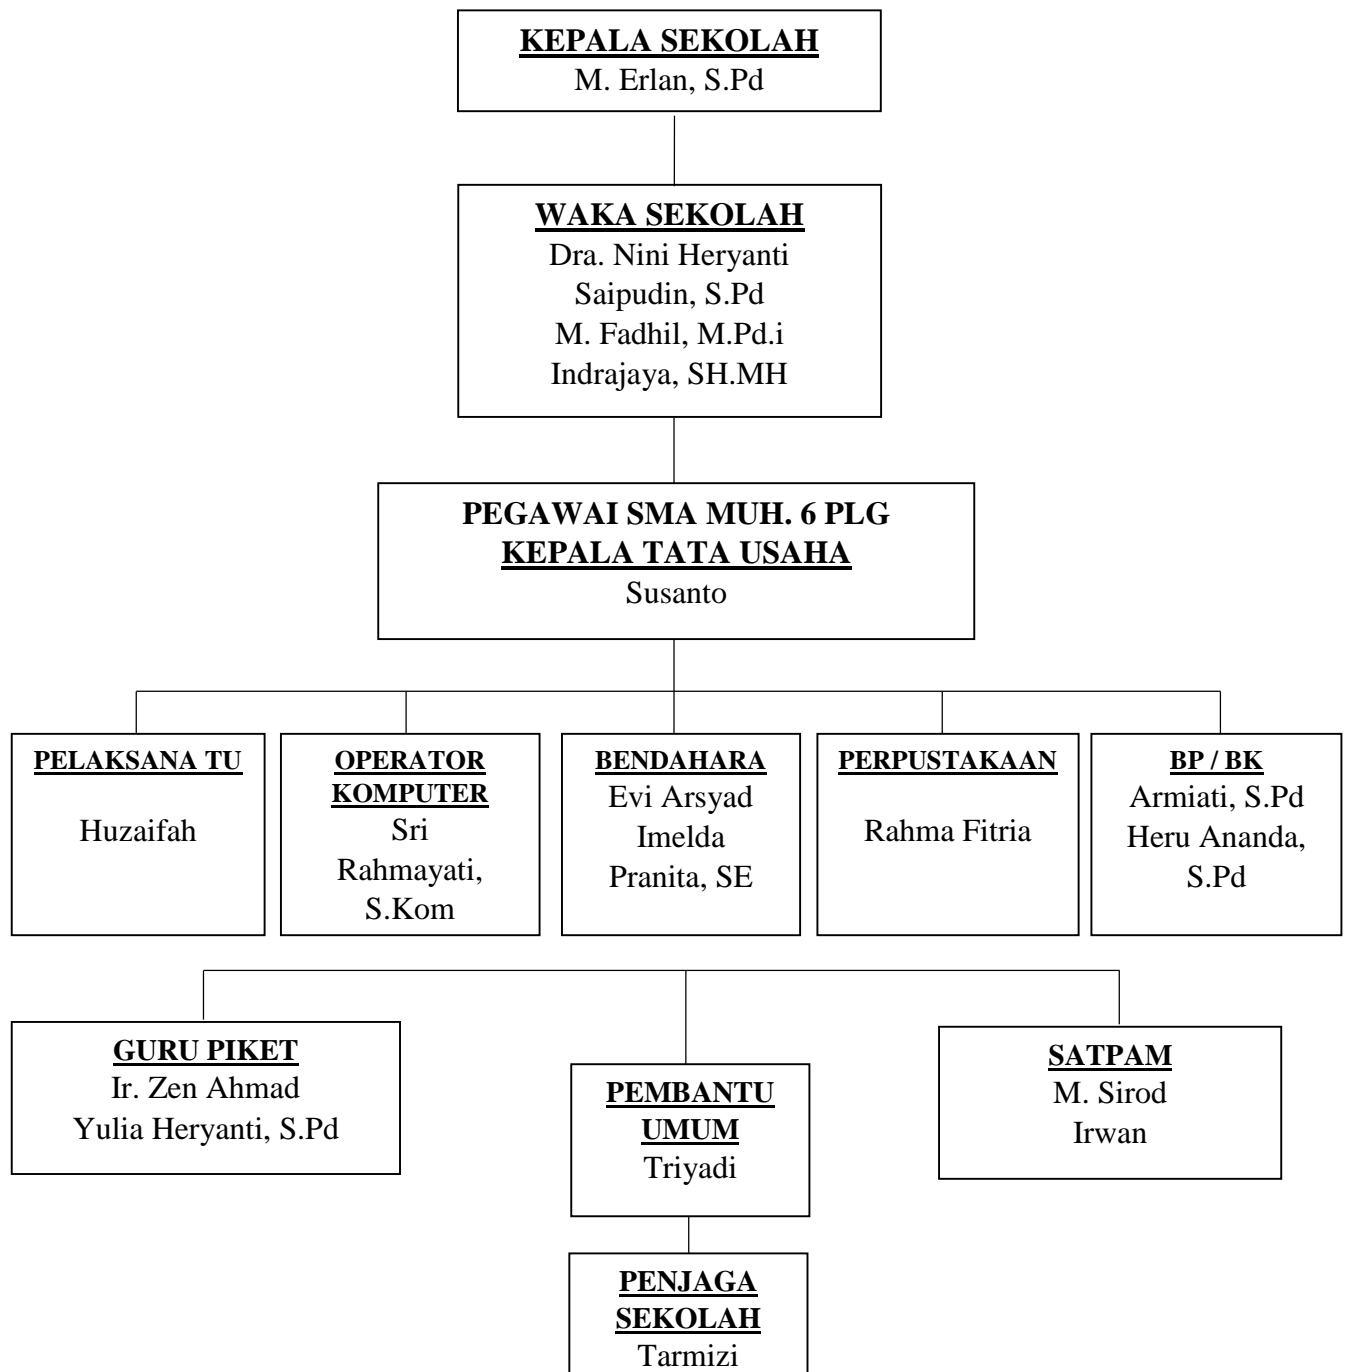 KEPALA SEKOLAH
M. Erlan, S.Pd
WAKA SEKOLAH
Dra. Nini Heryanti
Saipudin, S.Pd
M. Fadhil, M.Pd.i
Indrajaya, SH.MH
PEGAWAI SMA MUH. 6 PLG
KEPALA TATA USAHA
Susanto
PELAKSANA TU
Huzaifah
OPERATOR
KOMPUTER
Sri
Rahmayati,
S.Kom
BENDAHARA
Evi Arsyad
Imelda
Pranita, SE
PERPUSTAKAAN
Rahma Fitria
BP / BK
Armiati, S.Pd
Heru Ananda,
S.Pd
GURU PIKET
Ir. Zen Ahmad
Yulia Heryanti, S.Pd
PEMBANTU
UMUM
Triyadi
SATPAM
M. Sirod
Irwan
PENJAGA
SEKOLAH
Tarmizi